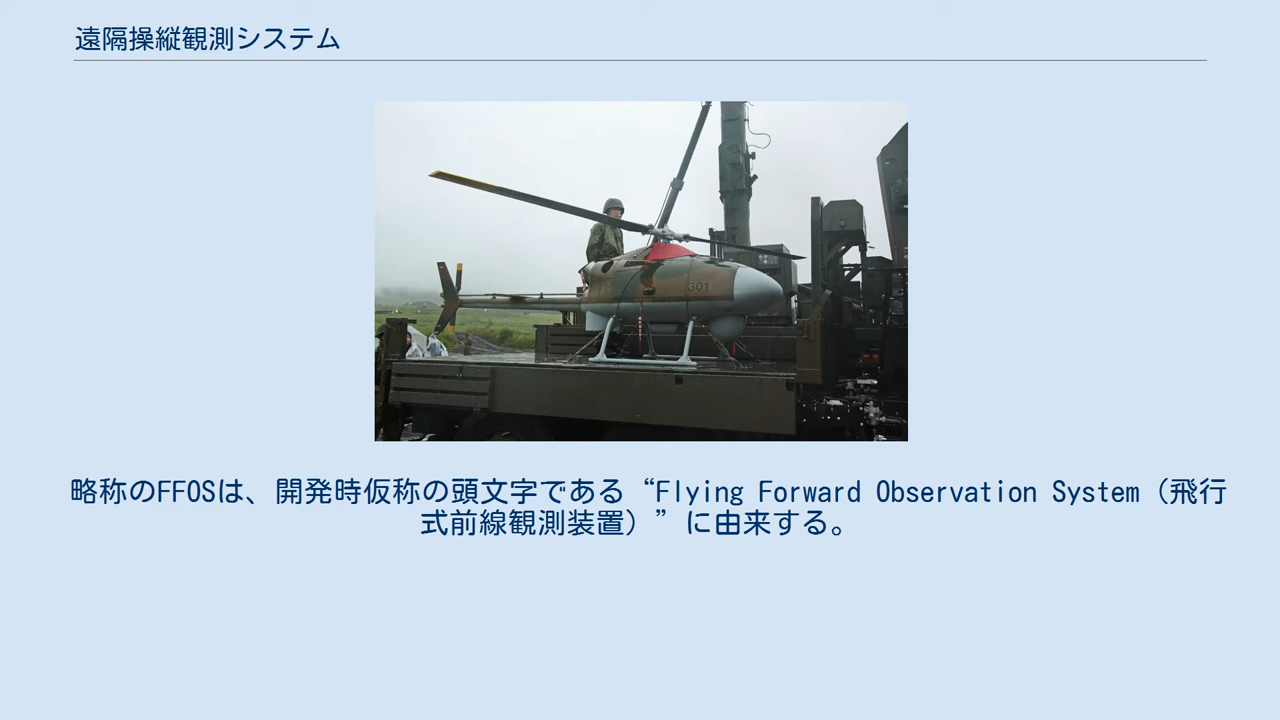 遠隔操縦観測システム
301
略称のFFOSは、開発時仮称の頭文字である“Flying Forward Observation System（飛行
式前線観測装置）”に由来する。